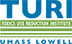 TURI
TOXICS USE REDUCTION INSTITUTE
UMASS LOWELL